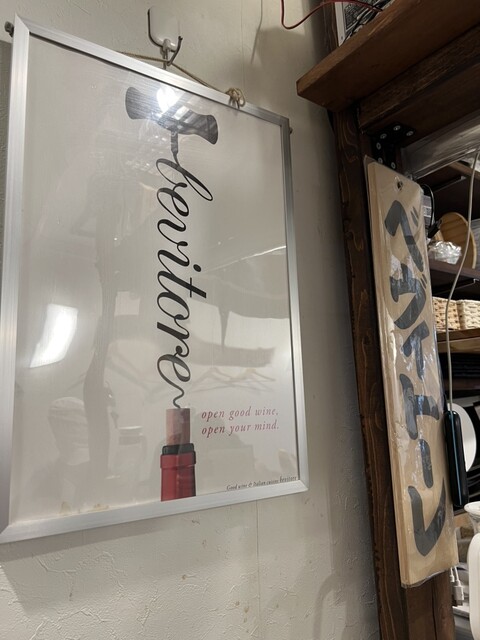 bevitore
open good wine,
open your mind.
Good wine & Italian cuisine bevitore